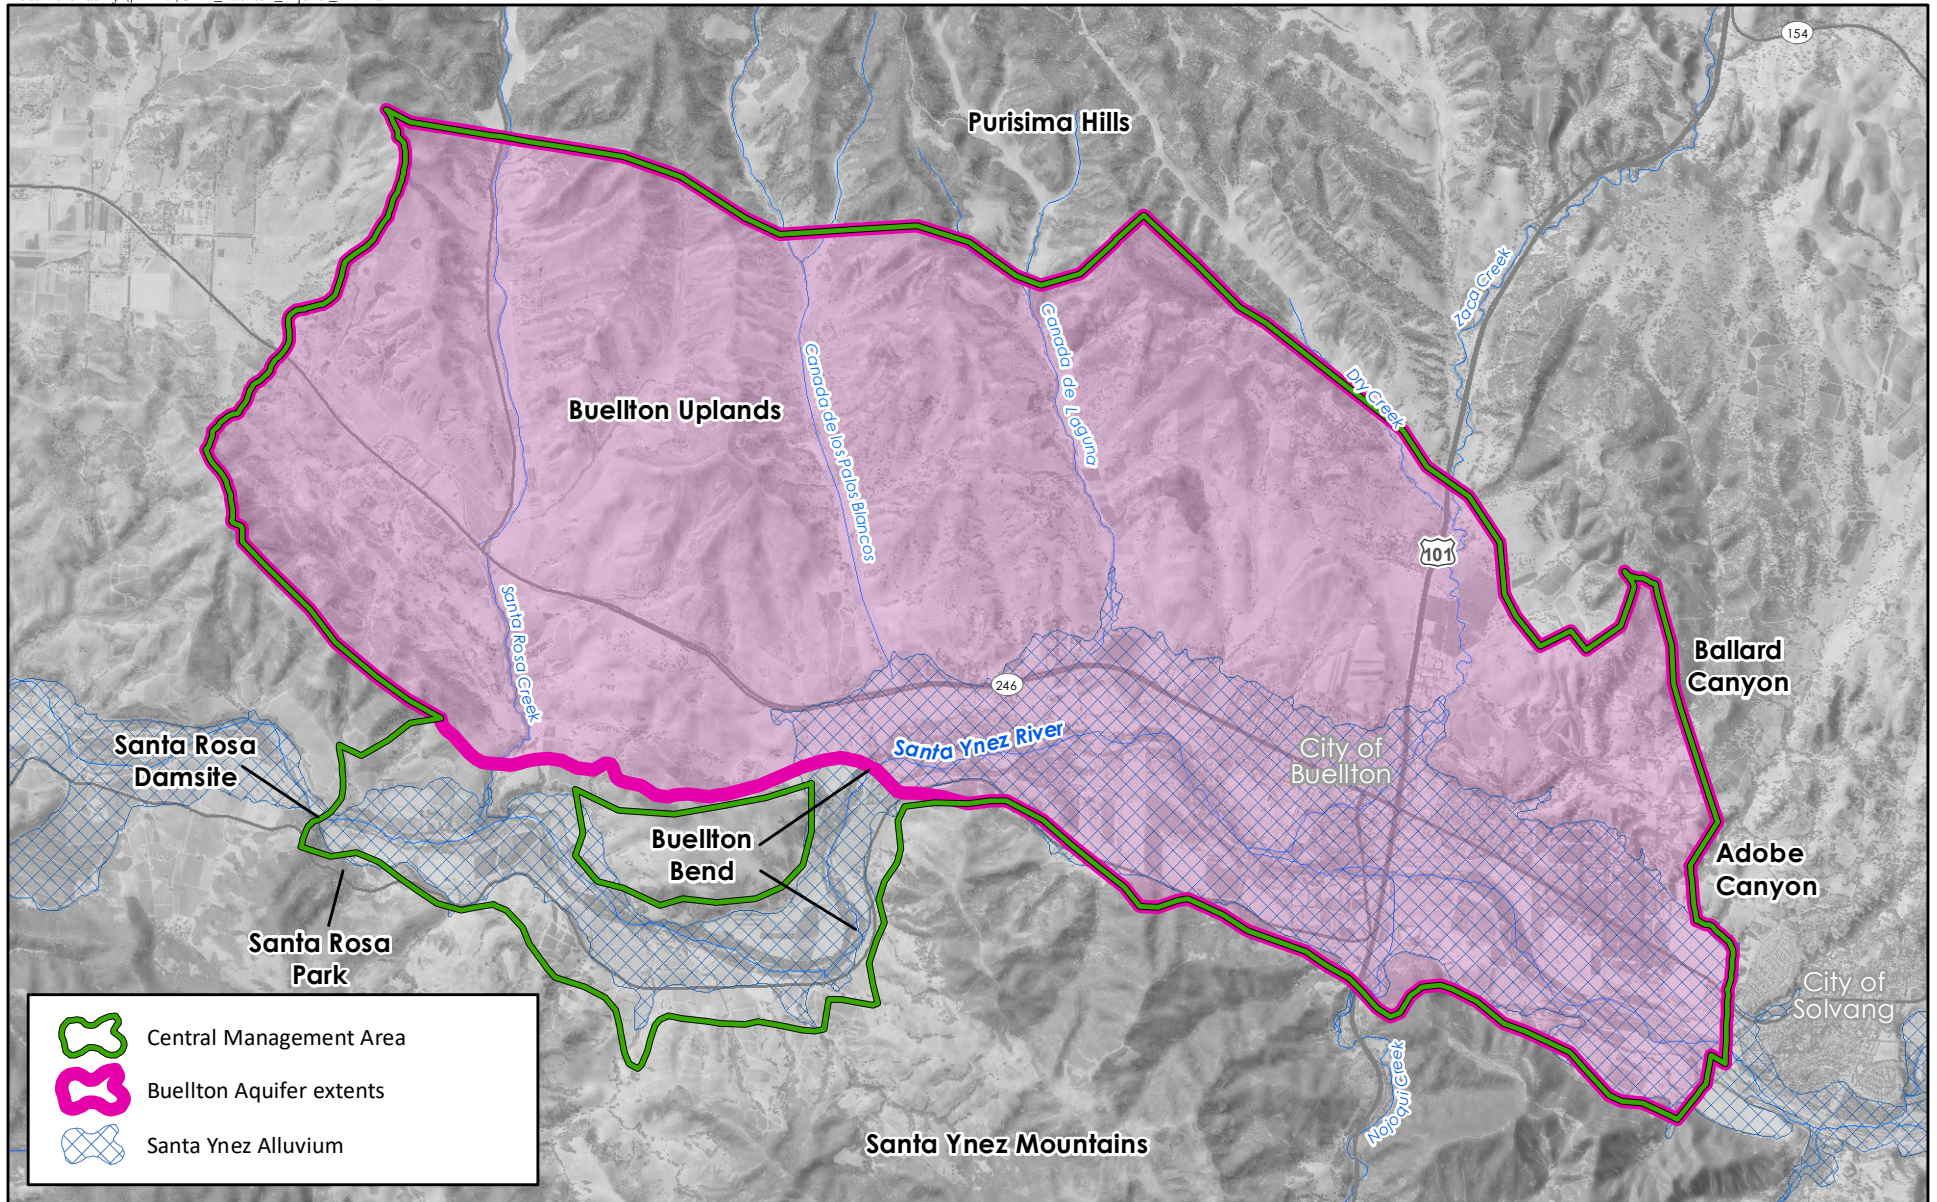 154
Purisima Hills
Zaca Creek
Canada de Laguna
Canada de los Palos Blancos
Dry Creek
Buellton Uplands
101
Santa Rosa Creek
Ballard
Canyon
246
Santa Ynez River
City of
Buellton
Santa Rosa
Damsite
Buellton
Bend
Adobe
Canyon
Santa Rosa
Park
City of
Solvang
Nojoqui Creek
Santa Ynez Mountains
Central Management Area
Buellton Aquifer extents
Santa Ynez Alluvium